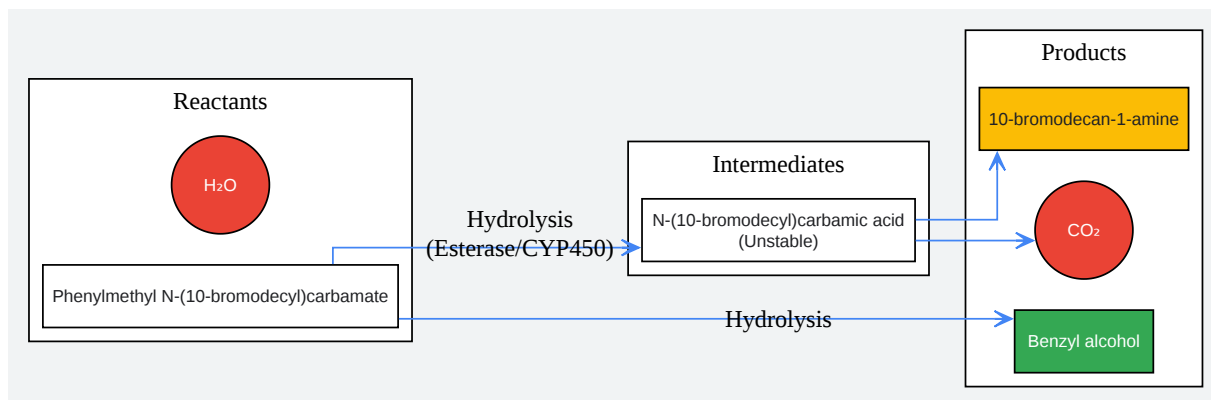 Reactants
H₂O
Phenylmethyl N-(10-bromodecyl)carbamate
Hydrolysis
(Esterase/CYP450)
Hydrolysis
Intermediates
N-(10-bromodecyl)carbamic acid
(Unstable)
Products
10-bromodecan-1-amine
CO₂
Benzyl alcohol